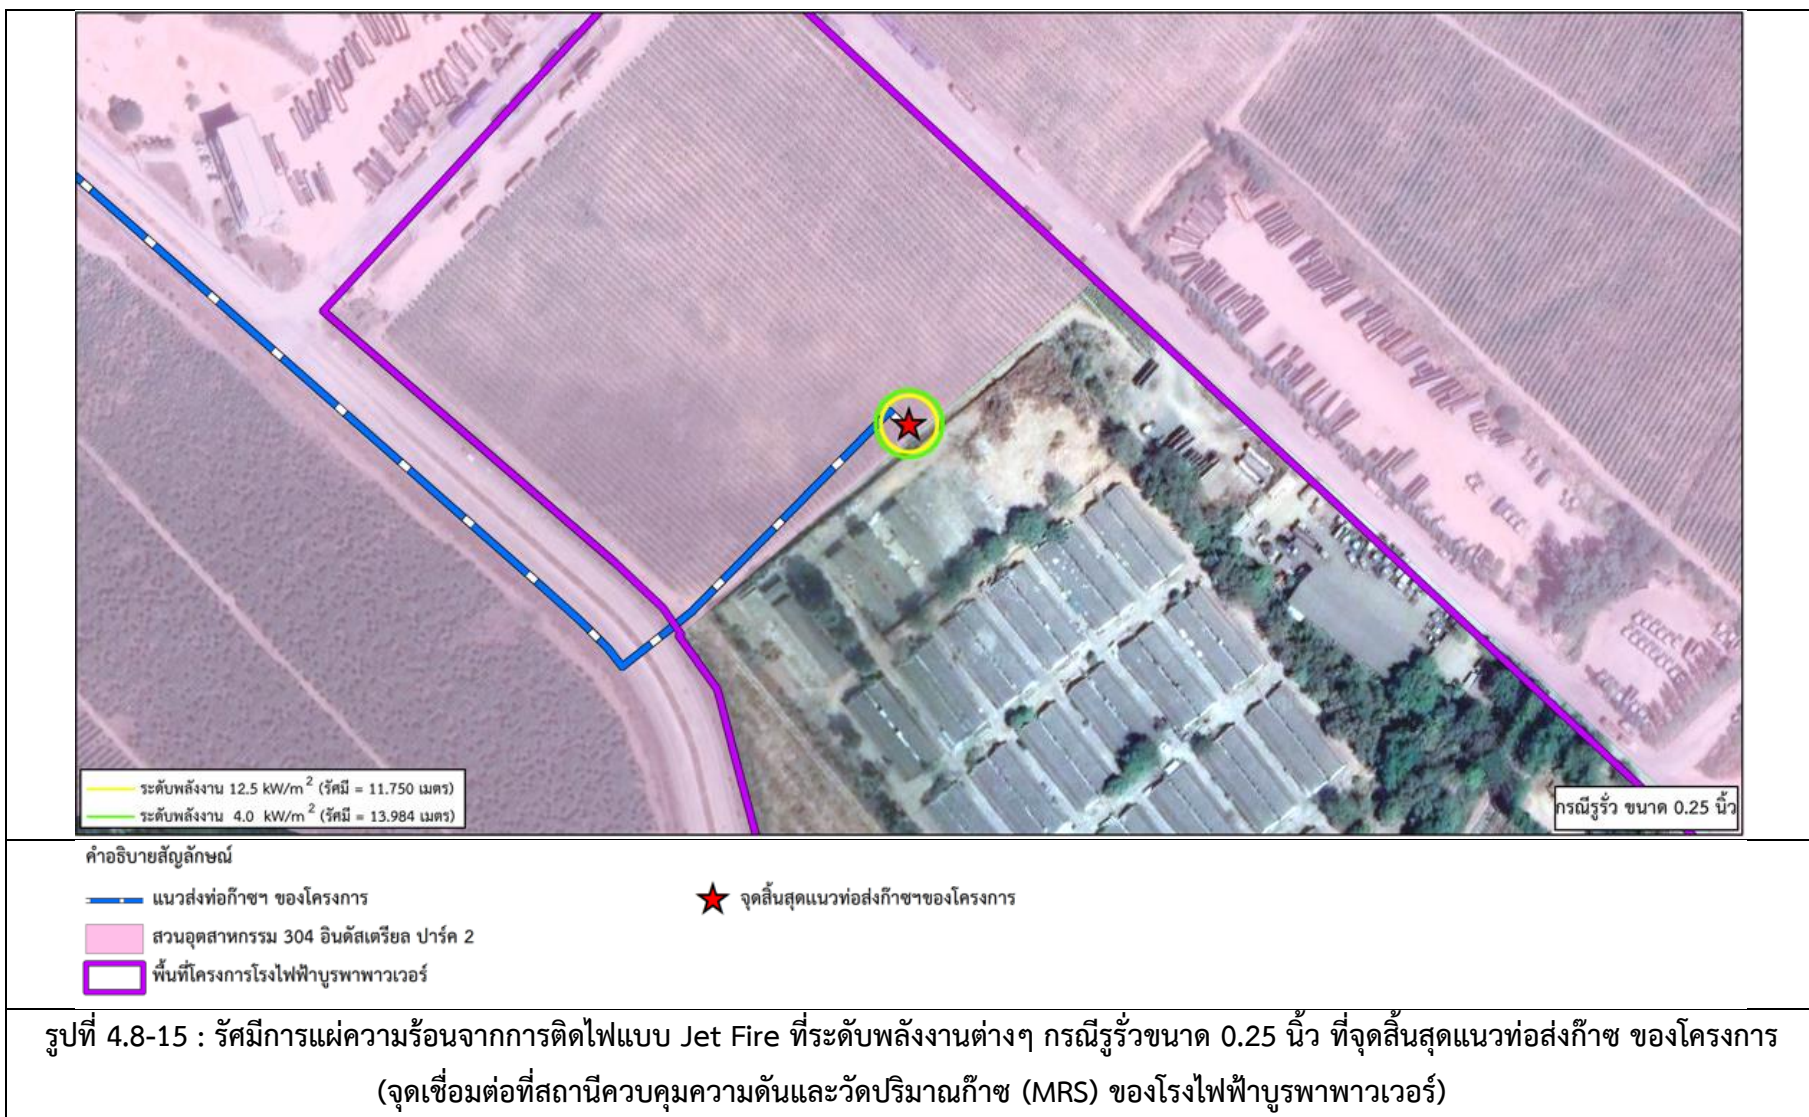 ระดับพลังงาน 12.5 kW/m² (รัศมี = 11.750 เมตร)
ระดับพลังงาน 4.0 kW/m² (รัศมี = 13.984 เมตร)
กรณีรูรั่ว ขนาด 0.25 นิ้ว
คำอธิบายสัญลักษณ์
แนวส่งท่อก๊าซฯ ของโครงการ
จุดสิ้นสุดแนวท่อส่งก๊าซฯของโครงการ
สวนอุตสาหกรรม 304 อินดัสเตรียล ปาร์ค 2
พื้นที่โครงการโรงไฟฟ้าบูรพาพาวเวอร์
รูปที่ 4.8-15 : รัศมีการแผ่ความร้อนจากการติดไฟแบบ Jet Fire ที่ระดับพลังงานต่างๆ กรณีรูรั่วขนาด 0.25 นิ้ว ที่จุดสิ้นสุดแนวท่อส่งก๊าซ ของโครงการ
(จุดเชื่อมต่อที่สถานีควบคุมความดันและวัดปริมาณก๊าซ (MRS) ของโรงไฟฟ้าบูรพาพาวเวอร์)